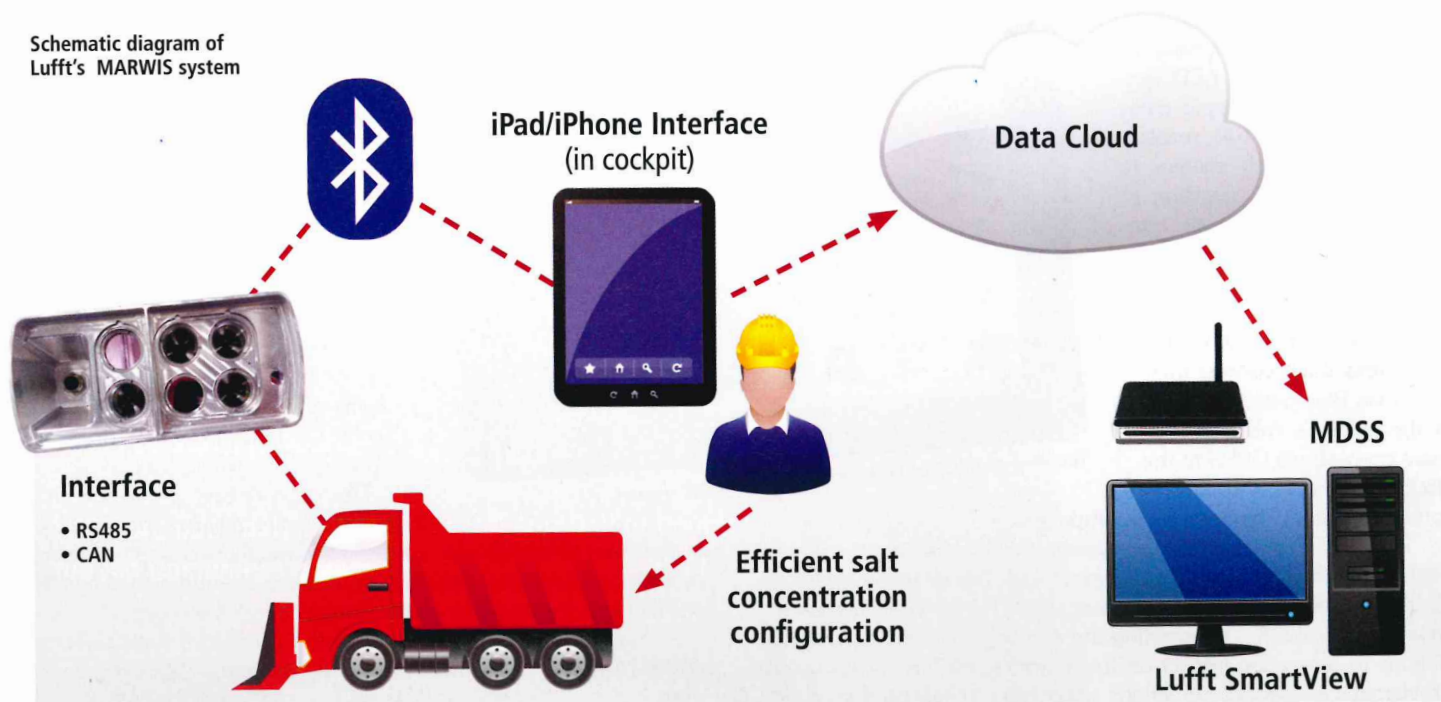 Schematic diagram of
Lufft's MARWIS system
iPad/iPhone Interface
(in cockpit)
Data Cloud
Interface
• RS485
• CAN
Efficient salt
concentration
configuration
MDSS
Lufft SmartView